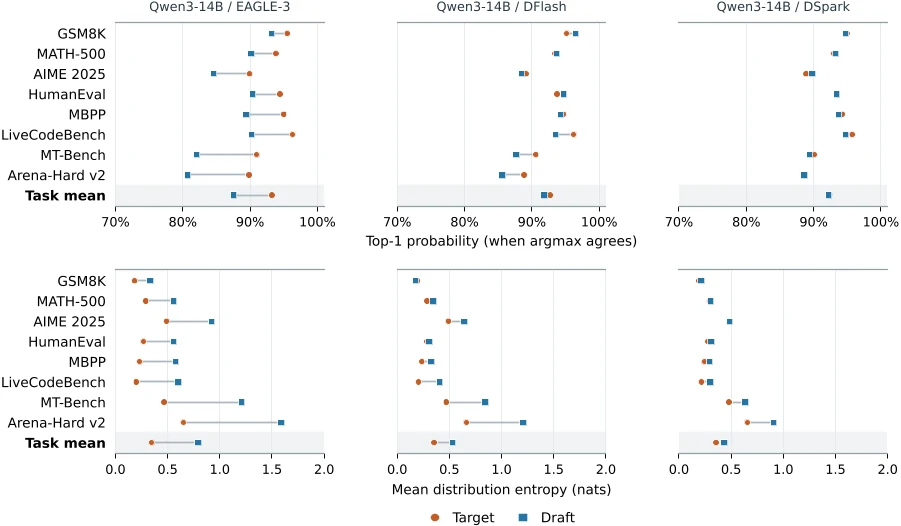 Qwen3-14B / EAGLE-3 Qwen3-14B / DFlash Qwen3-14B / DSpark
GSM8K
MATH-500
AIME 2025
HumanEval
MBPP
LiveCodeBench
MT-Bench
Arena-Hard v2
Task mean
70% 80% 90% 100% 70% 80% 90% 100% 70% 80% 90% 100%
Top-1 probability (when argmax agrees)
GSM8K
MATH-500
AIME 2025
HumanEval
MBPP
LiveCodeBench
MT-Bench
Arena-Hard v2
Task mean
0.0 0.5 1.0 1.5 2.0 0.0 0.5 1.0 1.5 2.0 0.0 0.5 1.0 1.5 2.0
Mean distribution entropy (nats)
Target Draft